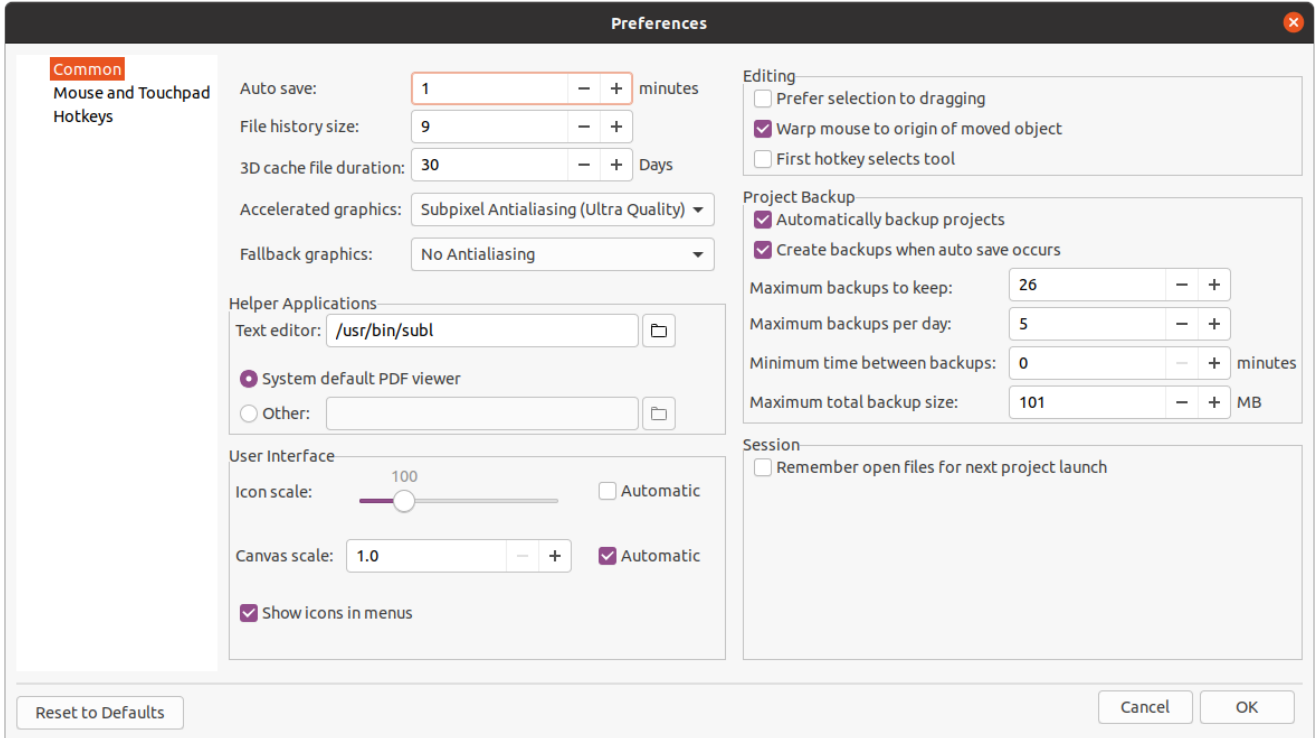 Preferences
Common
Mouse and Touchpad
Hotkeys
Auto save: 1 minutes
File history size: 9
3D cache file duration: 30 Days
Accelerated graphics: Subpixel Antialiasing (Ultra Quality)
Fallback graphics: No Antialiasing
Helper Applications
Text editor: /usr/bin/subl
System default PDF viewer
Other:
User Interface
100
Icon scale: Automatic
Canvas scale: 1.0 Automatic
Show icons in menus
Editing
Prefer selection to dragging
Warp mouse to origin of moved object
First hotkey selects tool
Project Backup
Automatically backup projects
Create backups when auto save occurs
Maximum backups to keep: 26
Maximum backups per day: 5
Minimum time between backups: 0 minutes
Maximum total backup size: 101 MB
Session
Remember open files for next project launch
Reset to Defaults
Cancel
OK